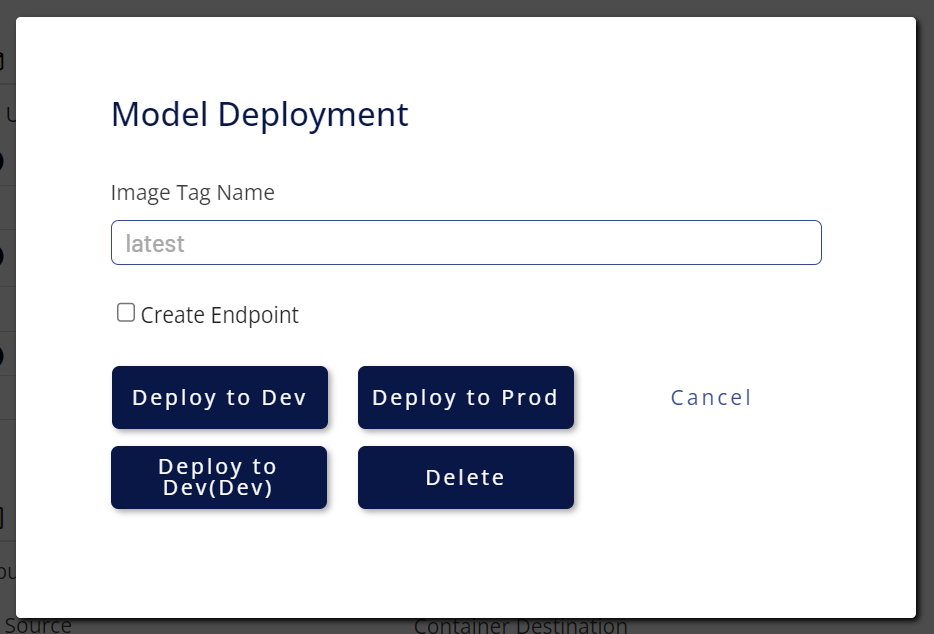 Model Deployment
Image Tag Name
latest
Create Endpoint
Deploy to Dev
Deploy to Prod
Cancel
Deploy to
Dev(Dev)
Delete
Source
Container Destination